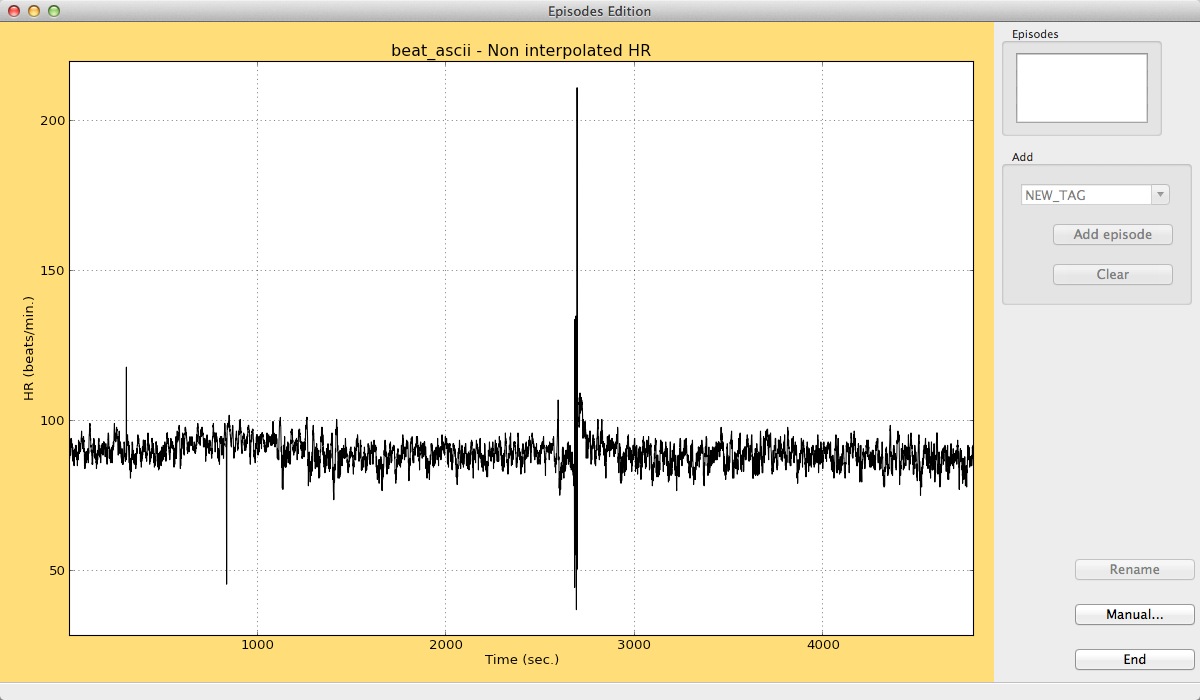 Episodes Edition
beat_ascii - Non interpolated HR
200
150
100
50
HR (beats/min.)
1000 2000 3000 4000
Time (sec.)
Episodes
Add
NEW_TAG
Add episode
Clear
Rename
Manual...
End